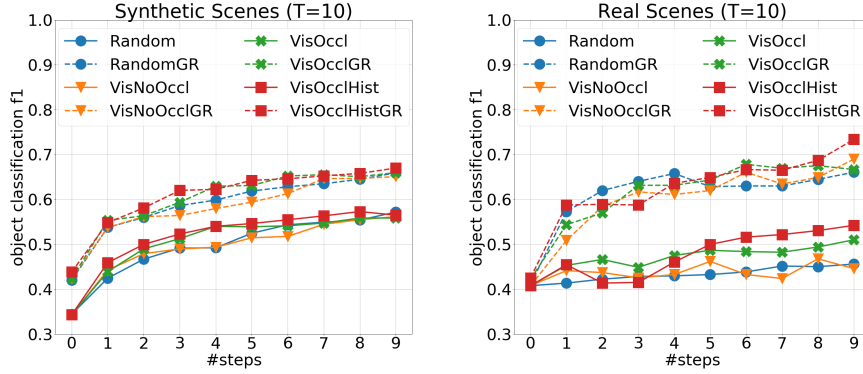 Synthetic Scenes (T=10)
object classification f1
1.0
0.9
0.8
0.7
0.6
0.5
0.4
0.3
Random
RandomGR
VisNoOccl
VisNoOcclGR
VisOccl
VisOcclGR
VisOcclHist
VisOcclHistGR
0 1 2 3 4 5 6 7 8 9
#steps
Real Scenes (T=10)
object classification f1
1.0
0.9
0.8
0.7
0.6
0.5
0.4
0.3
Random
RandomGR
VisNoOccl
VisNoOcclGR
VisOccl
VisOcclGR
VisOcclHist
VisOcclHistGR
0 1 2 3 4 5 6 7 8 9
#steps